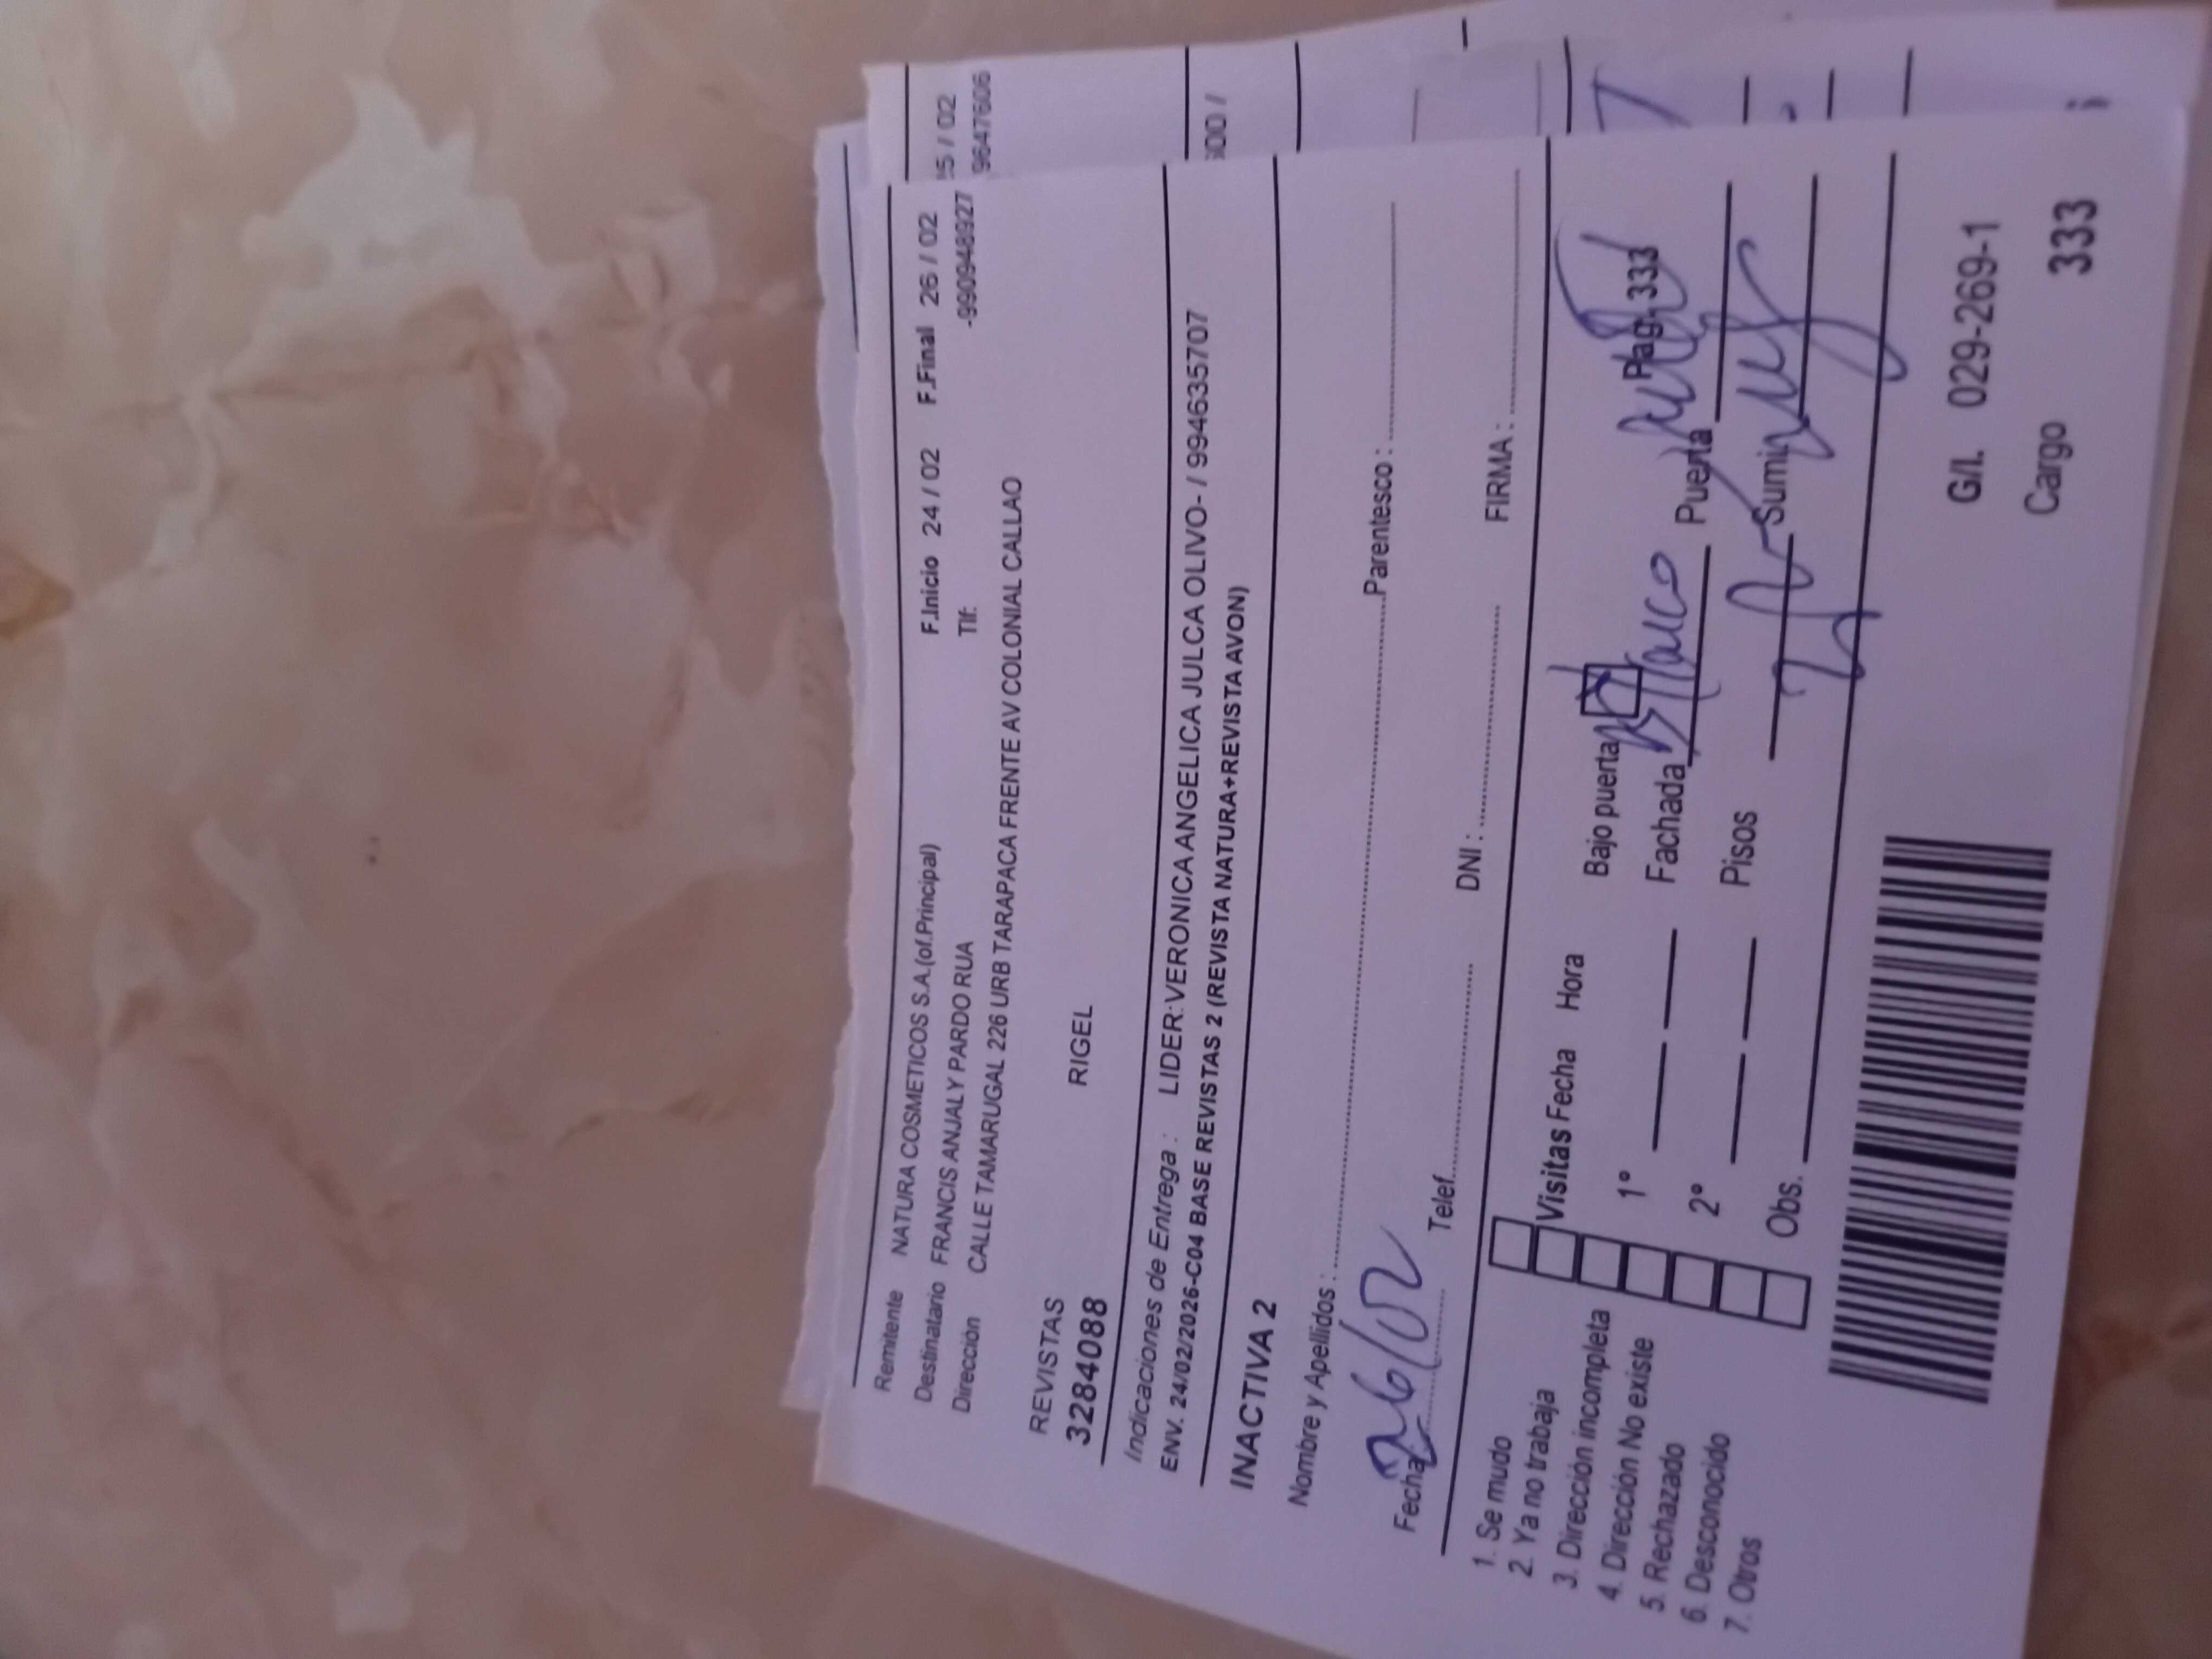 Remitente NATURA COSMETICOS S.A.(of.Principal) F.Inicio 24 / 02 F.Final 26 / 02
Destinatario FRANCIS ANJALY PARDO RUA Tlf: -990948927
Dirección CALLE TAMARUGAL 226 URB TARAPACA FRENTE AV COLONIAL CALLAO
REVISTAS
3284088 RIGEL
Indicaciones de Entrega : LIDER:VERONICA ANGELICA JULCA OLIVO- / 994635707
ENV. 24/02/2026-C04 BASE REVISTAS 2 (REVISTA NATURA+REVISTA AVON)
INACTIVA 2
Nombre y Apellidos : Parentesco :
Fecha 26/02 Telef. DNI : FIRMA :
1. Se mudo
2. Ya no trabaja
3. Dirección incompleta
4. Dirección No existe
5. Rechazado
6. Desconocido
7. Otros
Visitas Fecha Hora
1º
2º
Obs.
Bajo puerta Pag. 333
Fachada Blanco Puerta
Pisos Sumi
G/I. 029-269-1
Cargo 333
/ 02
9647606